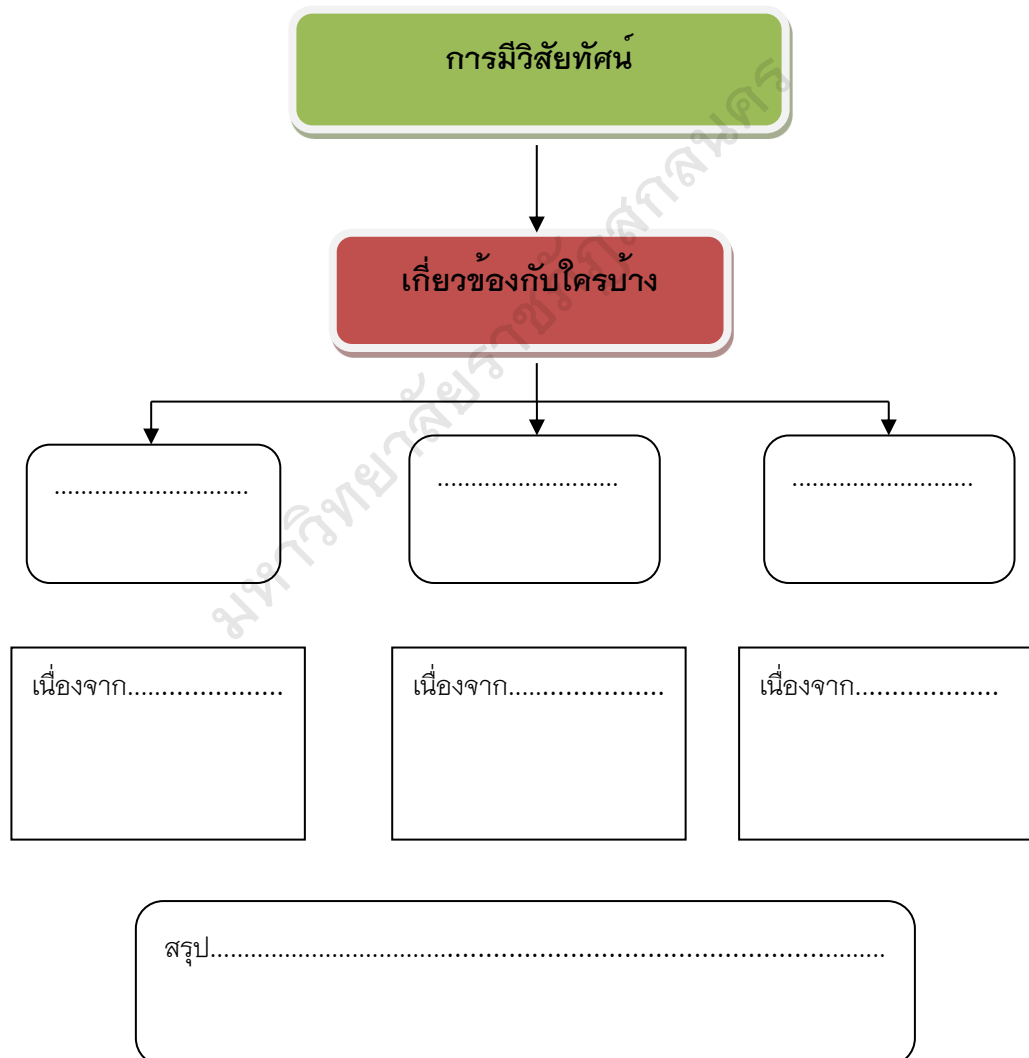 การมีวิสัยทัศน์
เกี่ยวข้องกับใครบ้าง
.............................
...........................
...........................
เนื่องจาก.....................
เนื่องจาก.....................
เนื่องจาก...................
สรุป.....................................................................................................
มหาวิทยาลัยราชภัฏสกลนคร